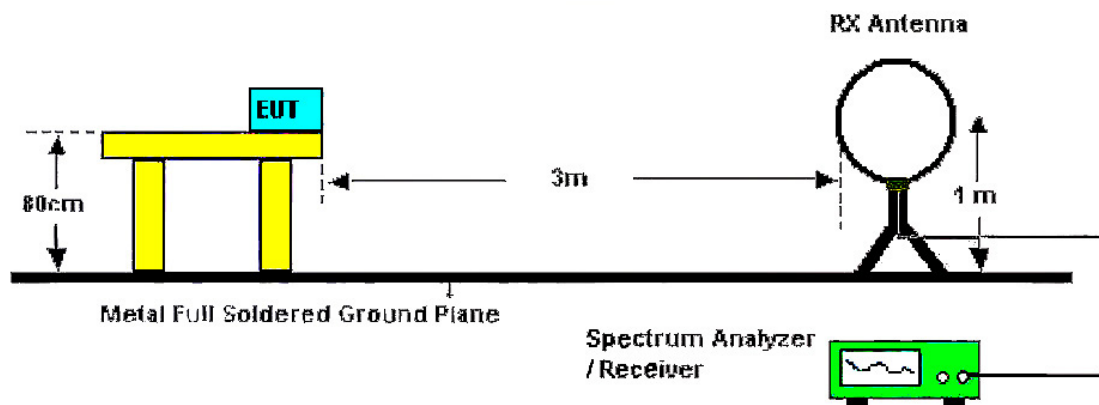 RX Antenna
EUT
3m
80cm
1 m
Metal Full Soldered Ground Plane
Spectrum Analyzer
/ Receiver